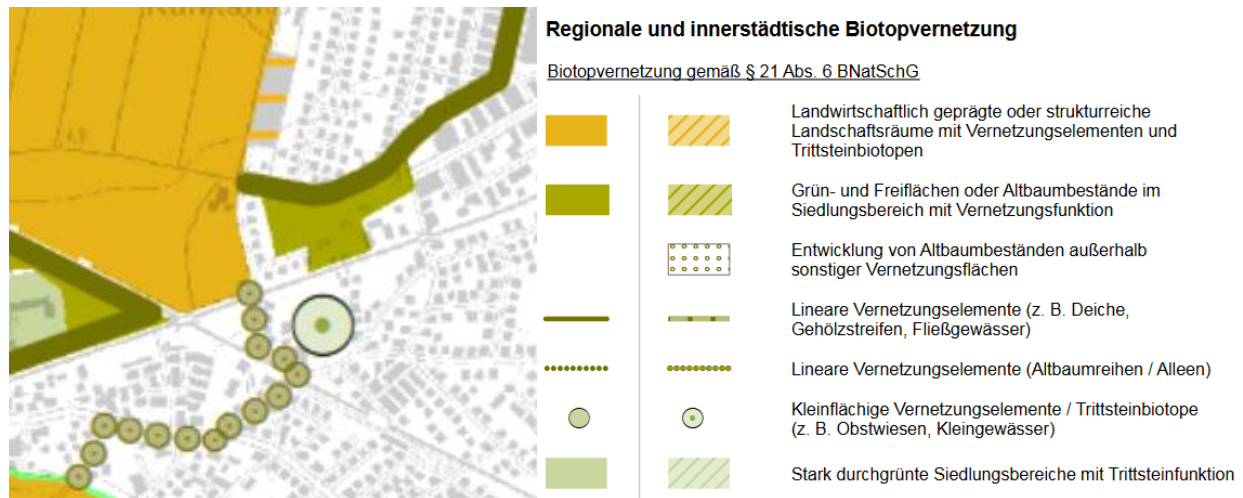 Regionale und innerstädtische Biotopvernetzung
Biotopvernetzung gemäß § 21 Abs. 6 BNatSchG
Landwirtschaftlich geprägte oder strukturreiche
Landschaftsräume mit Vernetzungselementen und
Trittsteinbiotopen
Grün- und Freiflächen oder Altbaumbestände im
Siedlungsbereich mit Vernetzungsfunktion
Entwicklung von Altbaumbeständen außerhalb
sonstiger Vernetzungsflächen
Lineare Vernetzungselemente (z. B. Deiche,
Gehölzstreifen, Fließgewässer)
Lineare Vernetzungselemente (Altbaumreihen / Alleen)
Kleinflächige Vernetzungselemente / Trittsteinbiotope
(z. B. Obstwiesen, Kleingewässer)
Stark durchgrünte Siedlungsbereiche mit Trittsteinfunktion